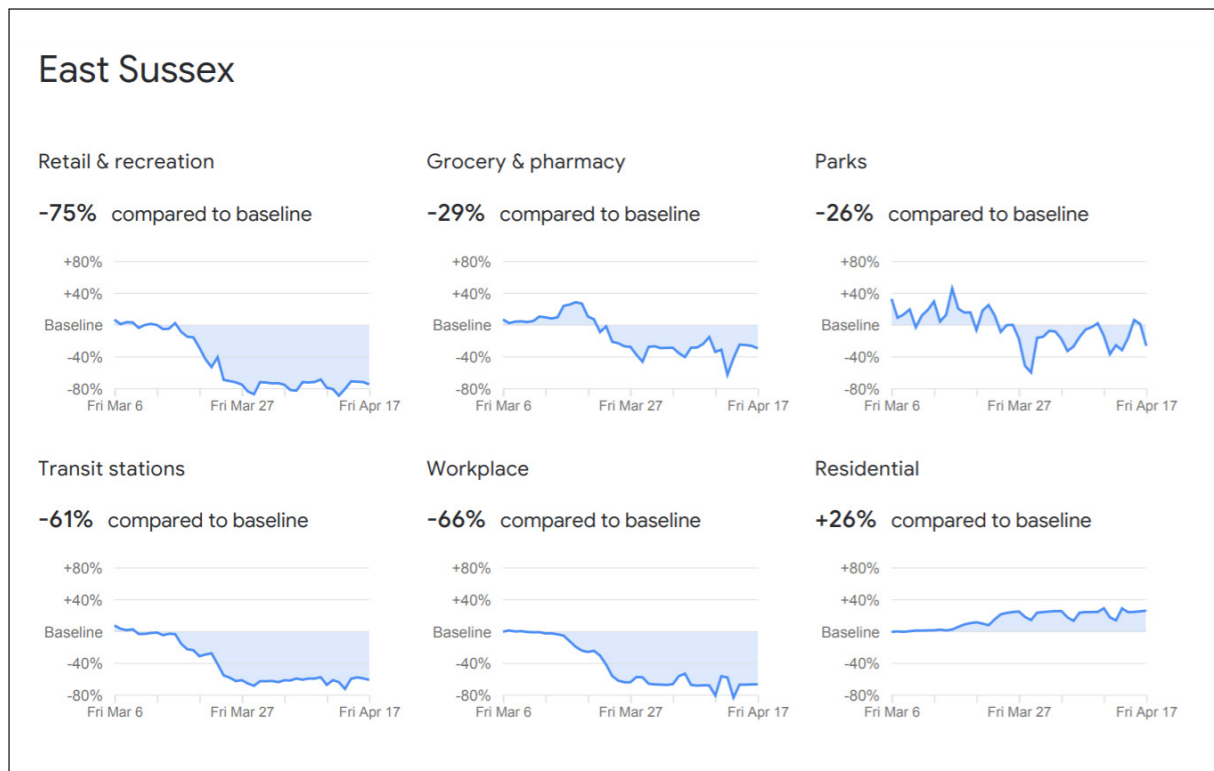 East Sussex
Retail & recreation
-75% compared to baseline
+80%
+40%
Baseline
-40%
-80%
Fri Mar 6 Fri Mar 27 Fri Apr 17
Grocery & pharmacy
-29% compared to baseline
+80%
+40%
Baseline
-40%
-80%
Fri Mar 6 Fri Mar 27 Fri Apr 17
Parks
-26% compared to baseline
+80%
+40%
Baseline
-40%
-80%
Fri Mar 6 Fri Mar 27 Fri Apr 17
Transit stations
-61% compared to baseline
+80%
+40%
Baseline
-40%
-80%
Fri Mar 6 Fri Mar 27 Fri Apr 17
Workplace
-66% compared to baseline
+80%
+40%
Baseline
-40%
-80%
Fri Mar 6 Fri Mar 27 Fri Apr 17
Residential
+26% compared to baseline
+80%
+40%
Baseline
-40%
-80%
Fri Mar 6 Fri Mar 27 Fri Apr 17